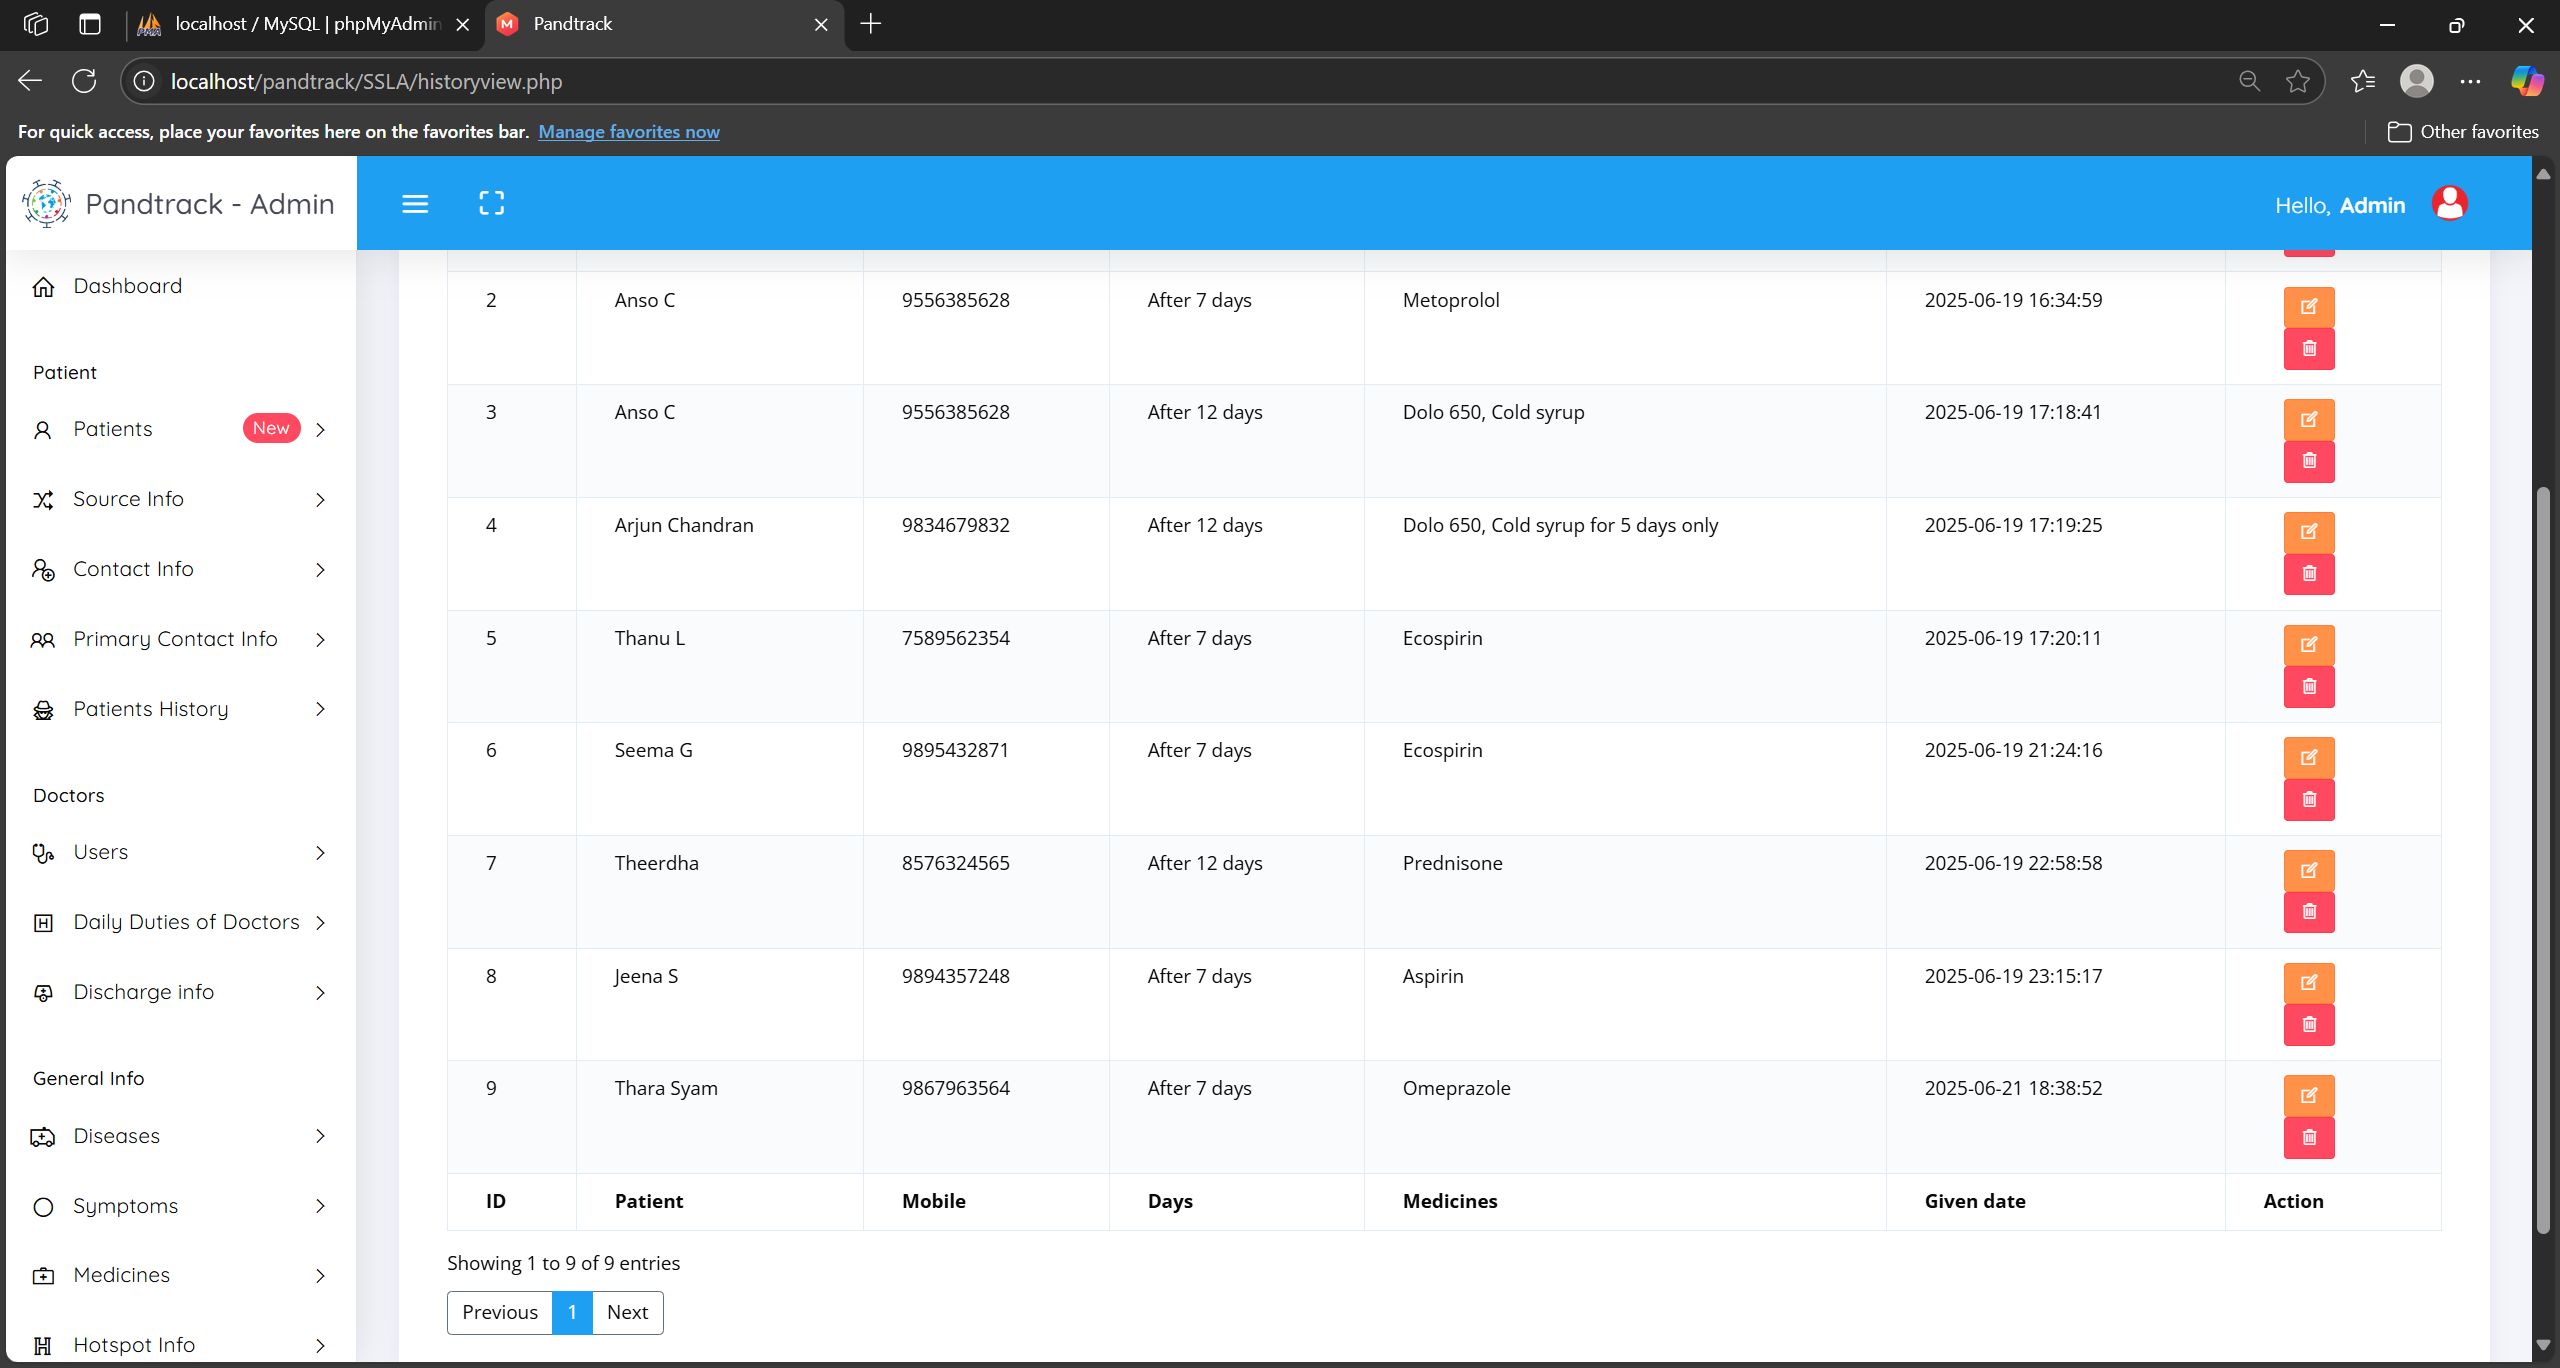 localhost / MySQL | phpMyAdmin
Pandtrack
localhost/pandtrack/SSLA/historyview.php
For quick access, place your favorites here on the favorites bar. Manage favorites now
Other favorites
Pandtrack - Admin
Hello, Admin
Dashboard
Patient
Patients New
Source Info
Contact Info
Primary Contact Info
Patients History
Doctors
Users
Daily Duties of Doctors
Discharge info
General Info
Diseases
Symptoms
Medicines
Hotspot Info
2 Anso C 9556385628 After 7 days Metoprolol 2025-06-19 16:34:59
3 Anso C 9556385628 After 12 days Dolo 650, Cold syrup 2025-06-19 17:18:41
4 Arjun Chandran 9834679832 After 12 days Dolo 650, Cold syrup for 5 days only 2025-06-19 17:19:25
5 Thanu L 7589562354 After 7 days Ecospirin 2025-06-19 17:20:11
6 Seema G 9895432871 After 7 days Ecospirin 2025-06-19 21:24:16
7 Theerdha 8576324565 After 12 days Prednisone 2025-06-19 22:58:58
8 Jeena S 9894357248 After 7 days Aspirin 2025-06-19 23:15:17
9 Thara Syam 9867963564 After 7 days Omeprazole 2025-06-21 18:38:52
ID Patient Mobile Days Medicines Given date Action
Showing 1 to 9 of 9 entries
Previous 1 Next